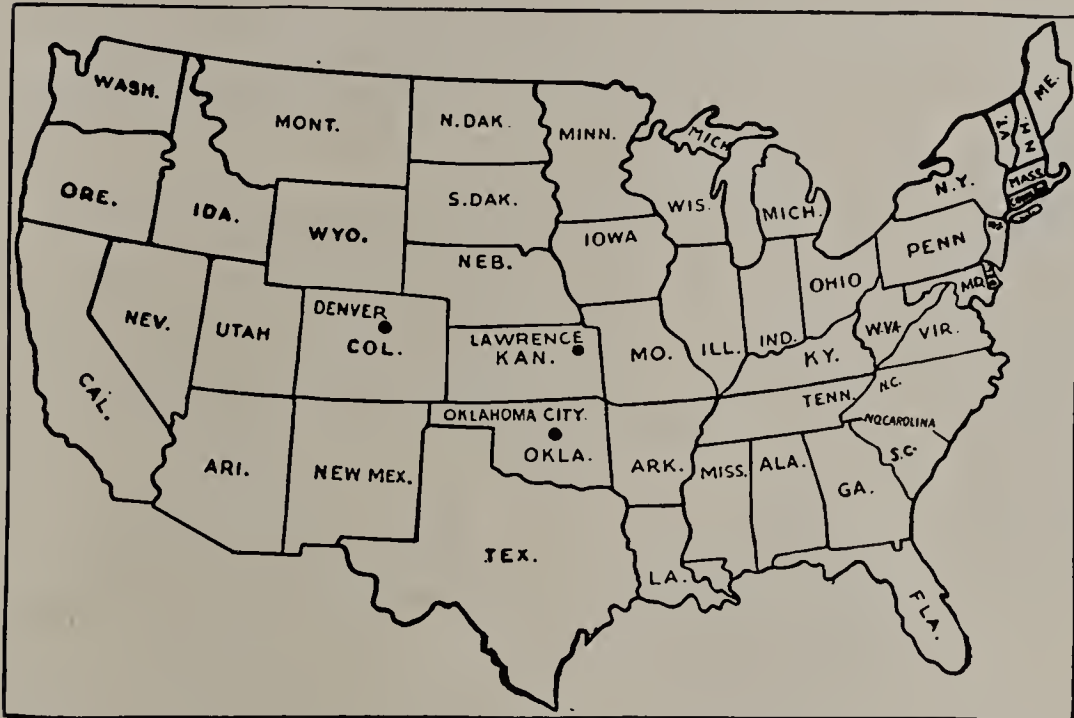 WASH.
MONT.
N.DAK.
MINN.
MICH
ME.
VT.
N.H.
ORE.
IDA.
S.DAK.
WIS.
MICH.
N.Y.
MASS.
CONN
WYO.
IOWA
PENN
NEB.
OHIO
MD.
DEL
NEV.
UTAH
DENVER
COL.
LAWRENCE
KAN.
MO.
ILL.
IND.
W.VA
VIR.
KY.
CAL.
N.C.
TENN.
OKLAHOMA CITY.
OKLA.
NO.CAROLINA
S.C.
ARI.
NEW MEX.
ARK.
MISS.
ALA.
GA.
TEX.
LA.
FLA.